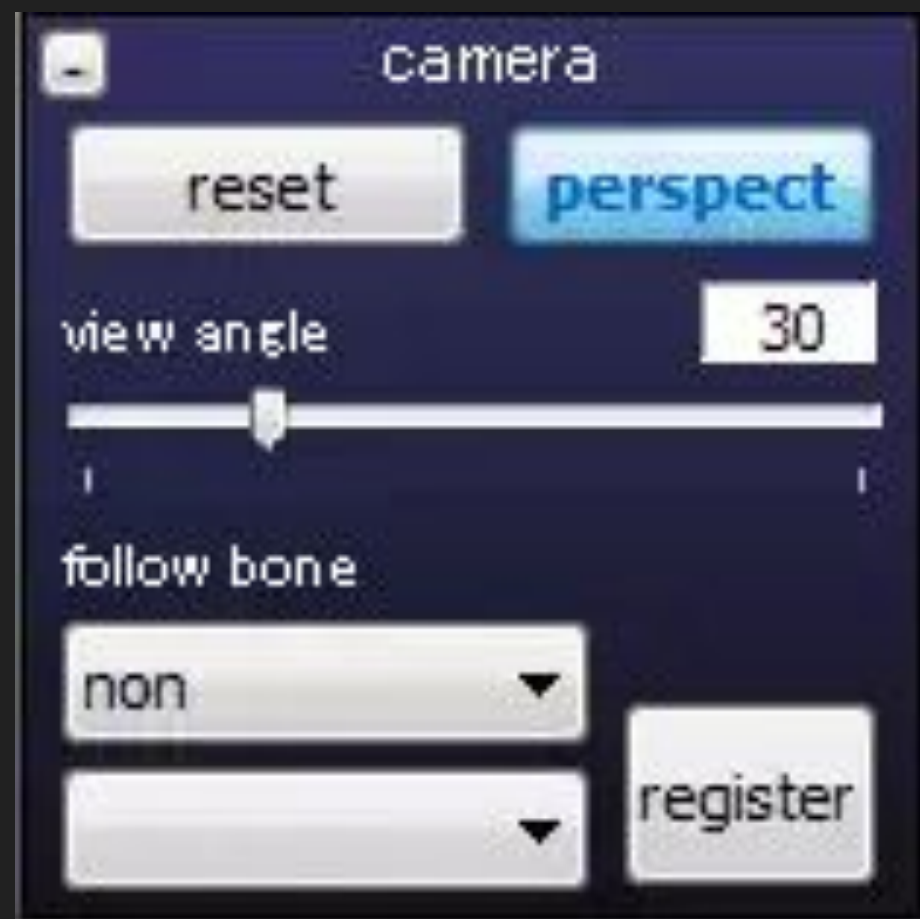 - camera
reset perspect
view angle 30
follow bone
non
register